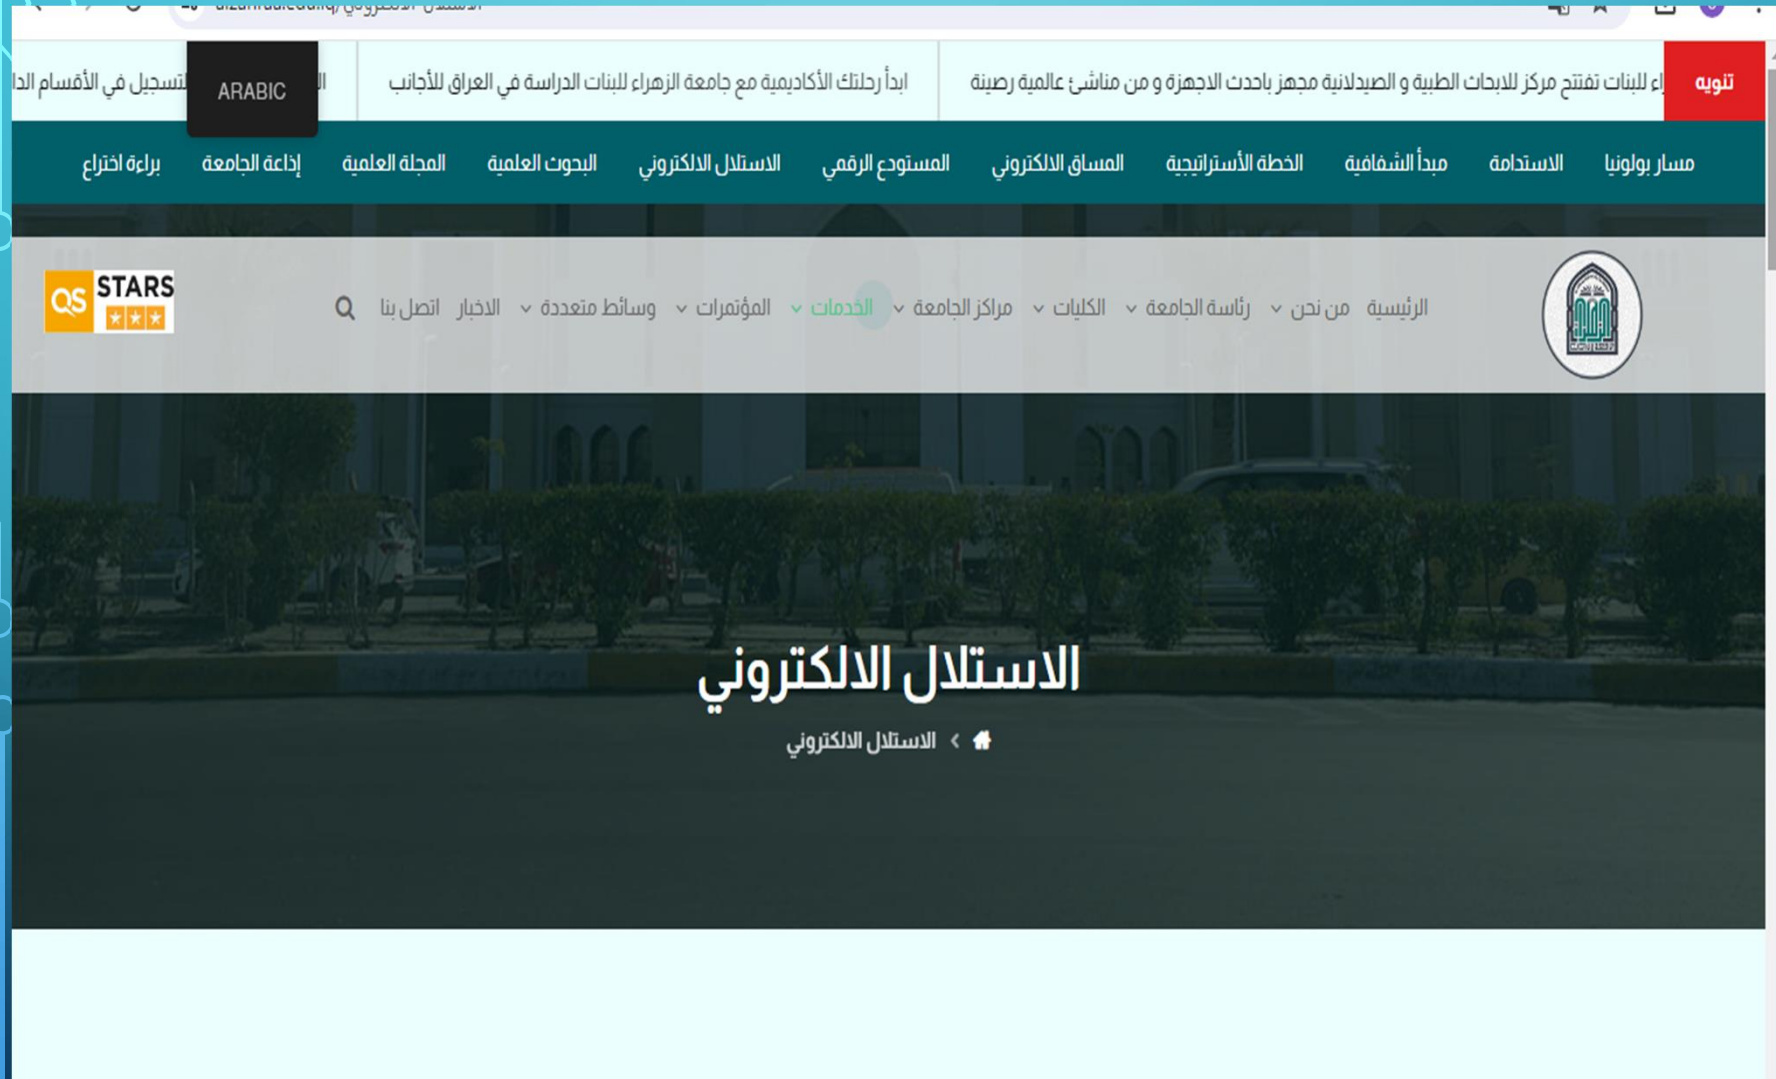 تنويه
للبنات تفتتح مركز للابحاث الطبية و الصيدلانية مجهز باحدث الاجهزة و من مناشئ عالمية رصينة
ابدأ رحلتك الأكاديمية مع جامعة الزهراء للبنات الدراسة في العراق للأجانب
ARABIC
في الأقسام
مسار بولونيا الاستدامة مبدأ الشفافية الخطة الأستراتيجية المساق الالكتروني المستودع الرقمي الاستلال الالكتروني البحوث العلمية المجلة العلمية إذاعة الجامعة براءة اختراع
الرئيسية من نحن رئاسة الجامعة الكليات مراكز الجامعة الخدمات المؤتمرات وسائط متعددة الاخبار اتصل بنا
QS STARS
الاستلال الالكتروني
الاستلال الالكتروني